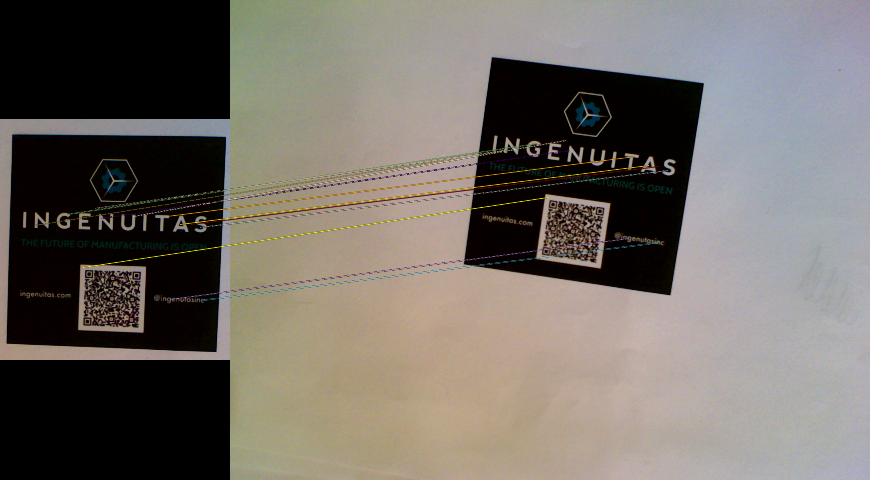 INGENUITAS
THE FUTURE OF MANUFACTURING IS OPEN
ingenuitas.com
@ingenuitasinc
INGENUITAS
THE FUTURE OF MANUFACTURING IS OPEN
ingenuitas.com
@ingenuitasinc